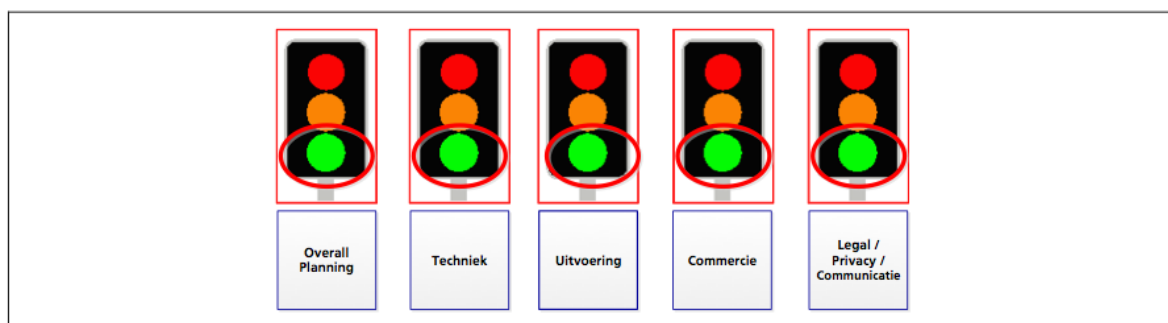 Overall
Planning
Techniek
Uitvoering
Commercie
Legal /
Privacy /
Communicatie